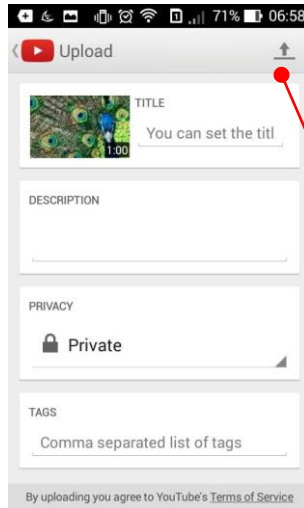 71% 06:58
Upload
TITLE
You can set the titl
1:00
DESCRIPTION
PRIVACY
Private
TAGS
Comma separated list of tags
By uploading you agree to YouTube's Terms of Service